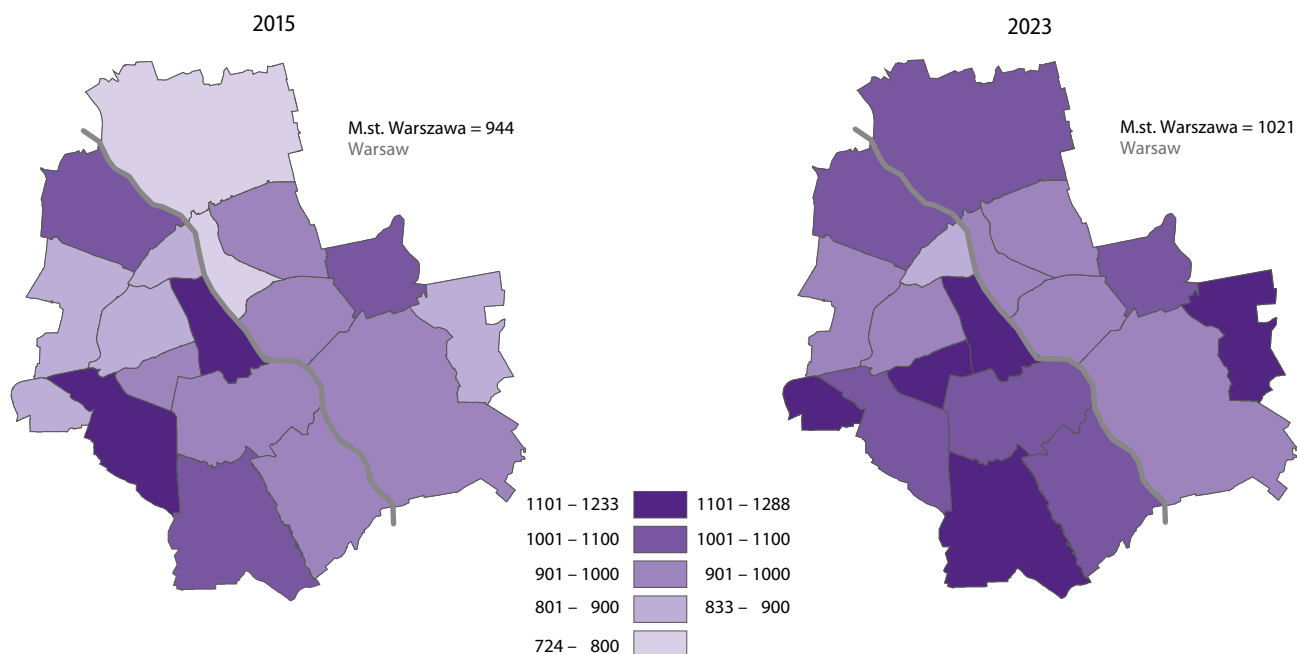 2015
2023
M.st. Warszawa = 944
Warsaw
M.st. Warszawa = 1021
Warsaw
1101 – 1233 1101 – 1288
1001 – 1100 1001 – 1100
901 – 1000 901 – 1000
801 – 900 833 – 900
724 – 800